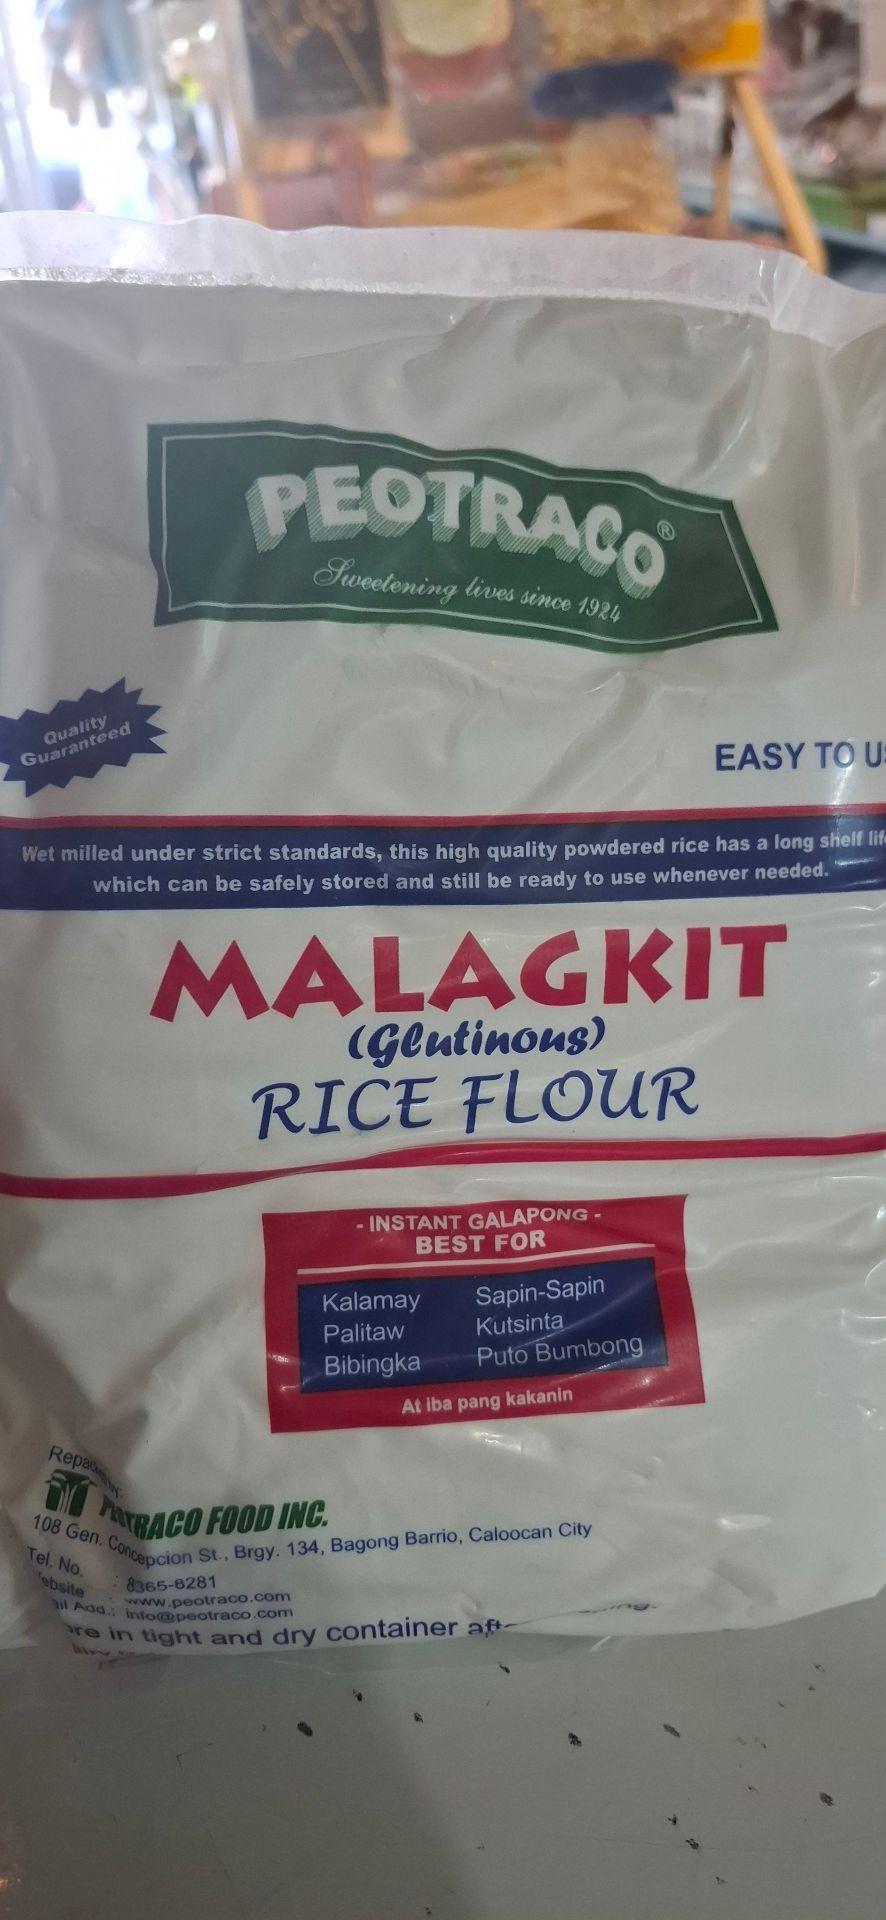 PEOTRACO®
Sweetening lives since 1924
Quality
Guaranteed
EASY TO
Wet milled under strict standards, this high quality powdered rice has a long shelf
which can be safely stored and still be ready to use whenever needed.
MALAGKIT
(Glutinous)
RICE FLOUR
- INSTANT GALAPONG -
BEST FOR
Kalamay Sapin-Sapin
Palitaw Kutsinta
Bibingka Puto Bumbong
At iba pang kakanin
PEOTRACO FOOD INC.
108 Gen. Concepcion St., Brgy. 134, Bagong Barrio, Caloocan City
Tel. No. : 8365-8281
: www.peotraco.com
Add.: info@peotraco.com
in tight and dry container